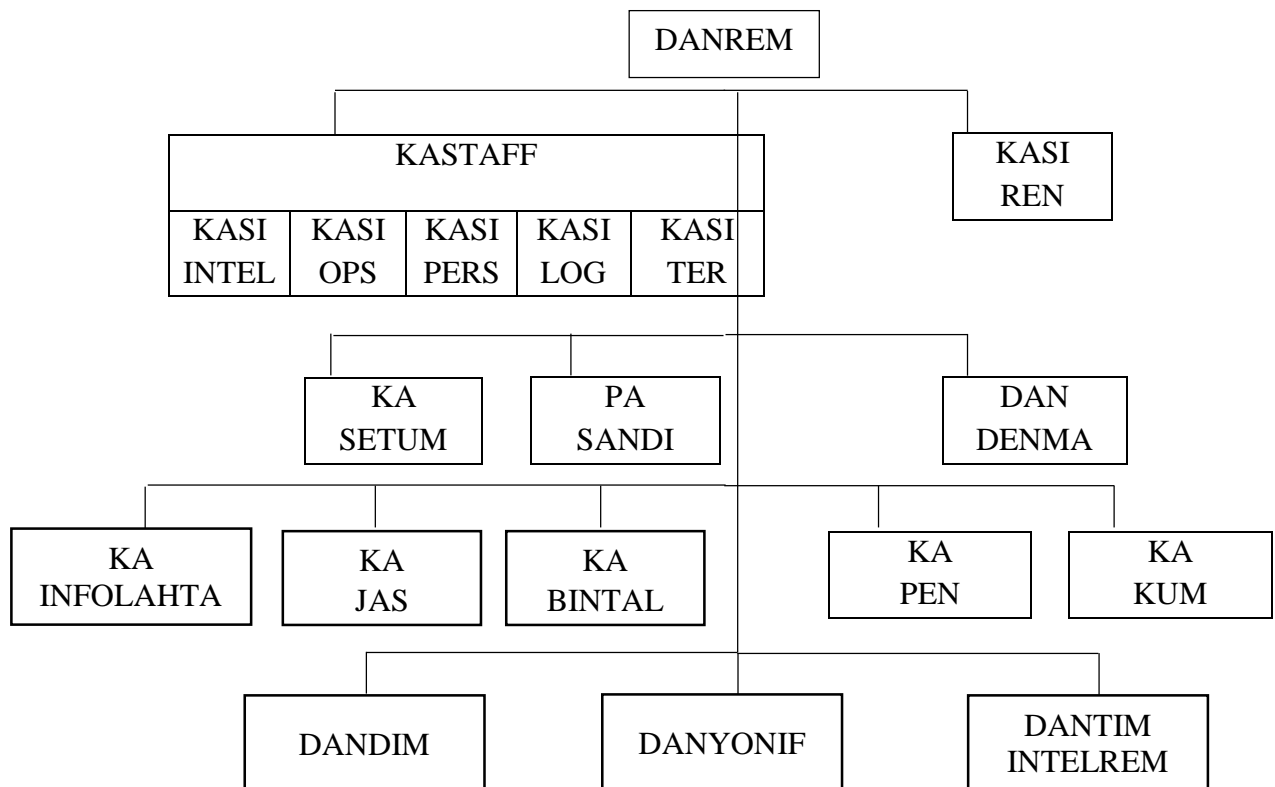 DANREM
KASTAFF
KASI
REN
KASI KASI KASI KASI KASI
INTEL OPS PERS LOG TER
KA PA DAN
SETUM SANDI DENMA
KA KA KA KA KA
INFOLAHTA JAS BINTAL PEN KUM
DANDIM DANYONIF DANTIM
INTELREM